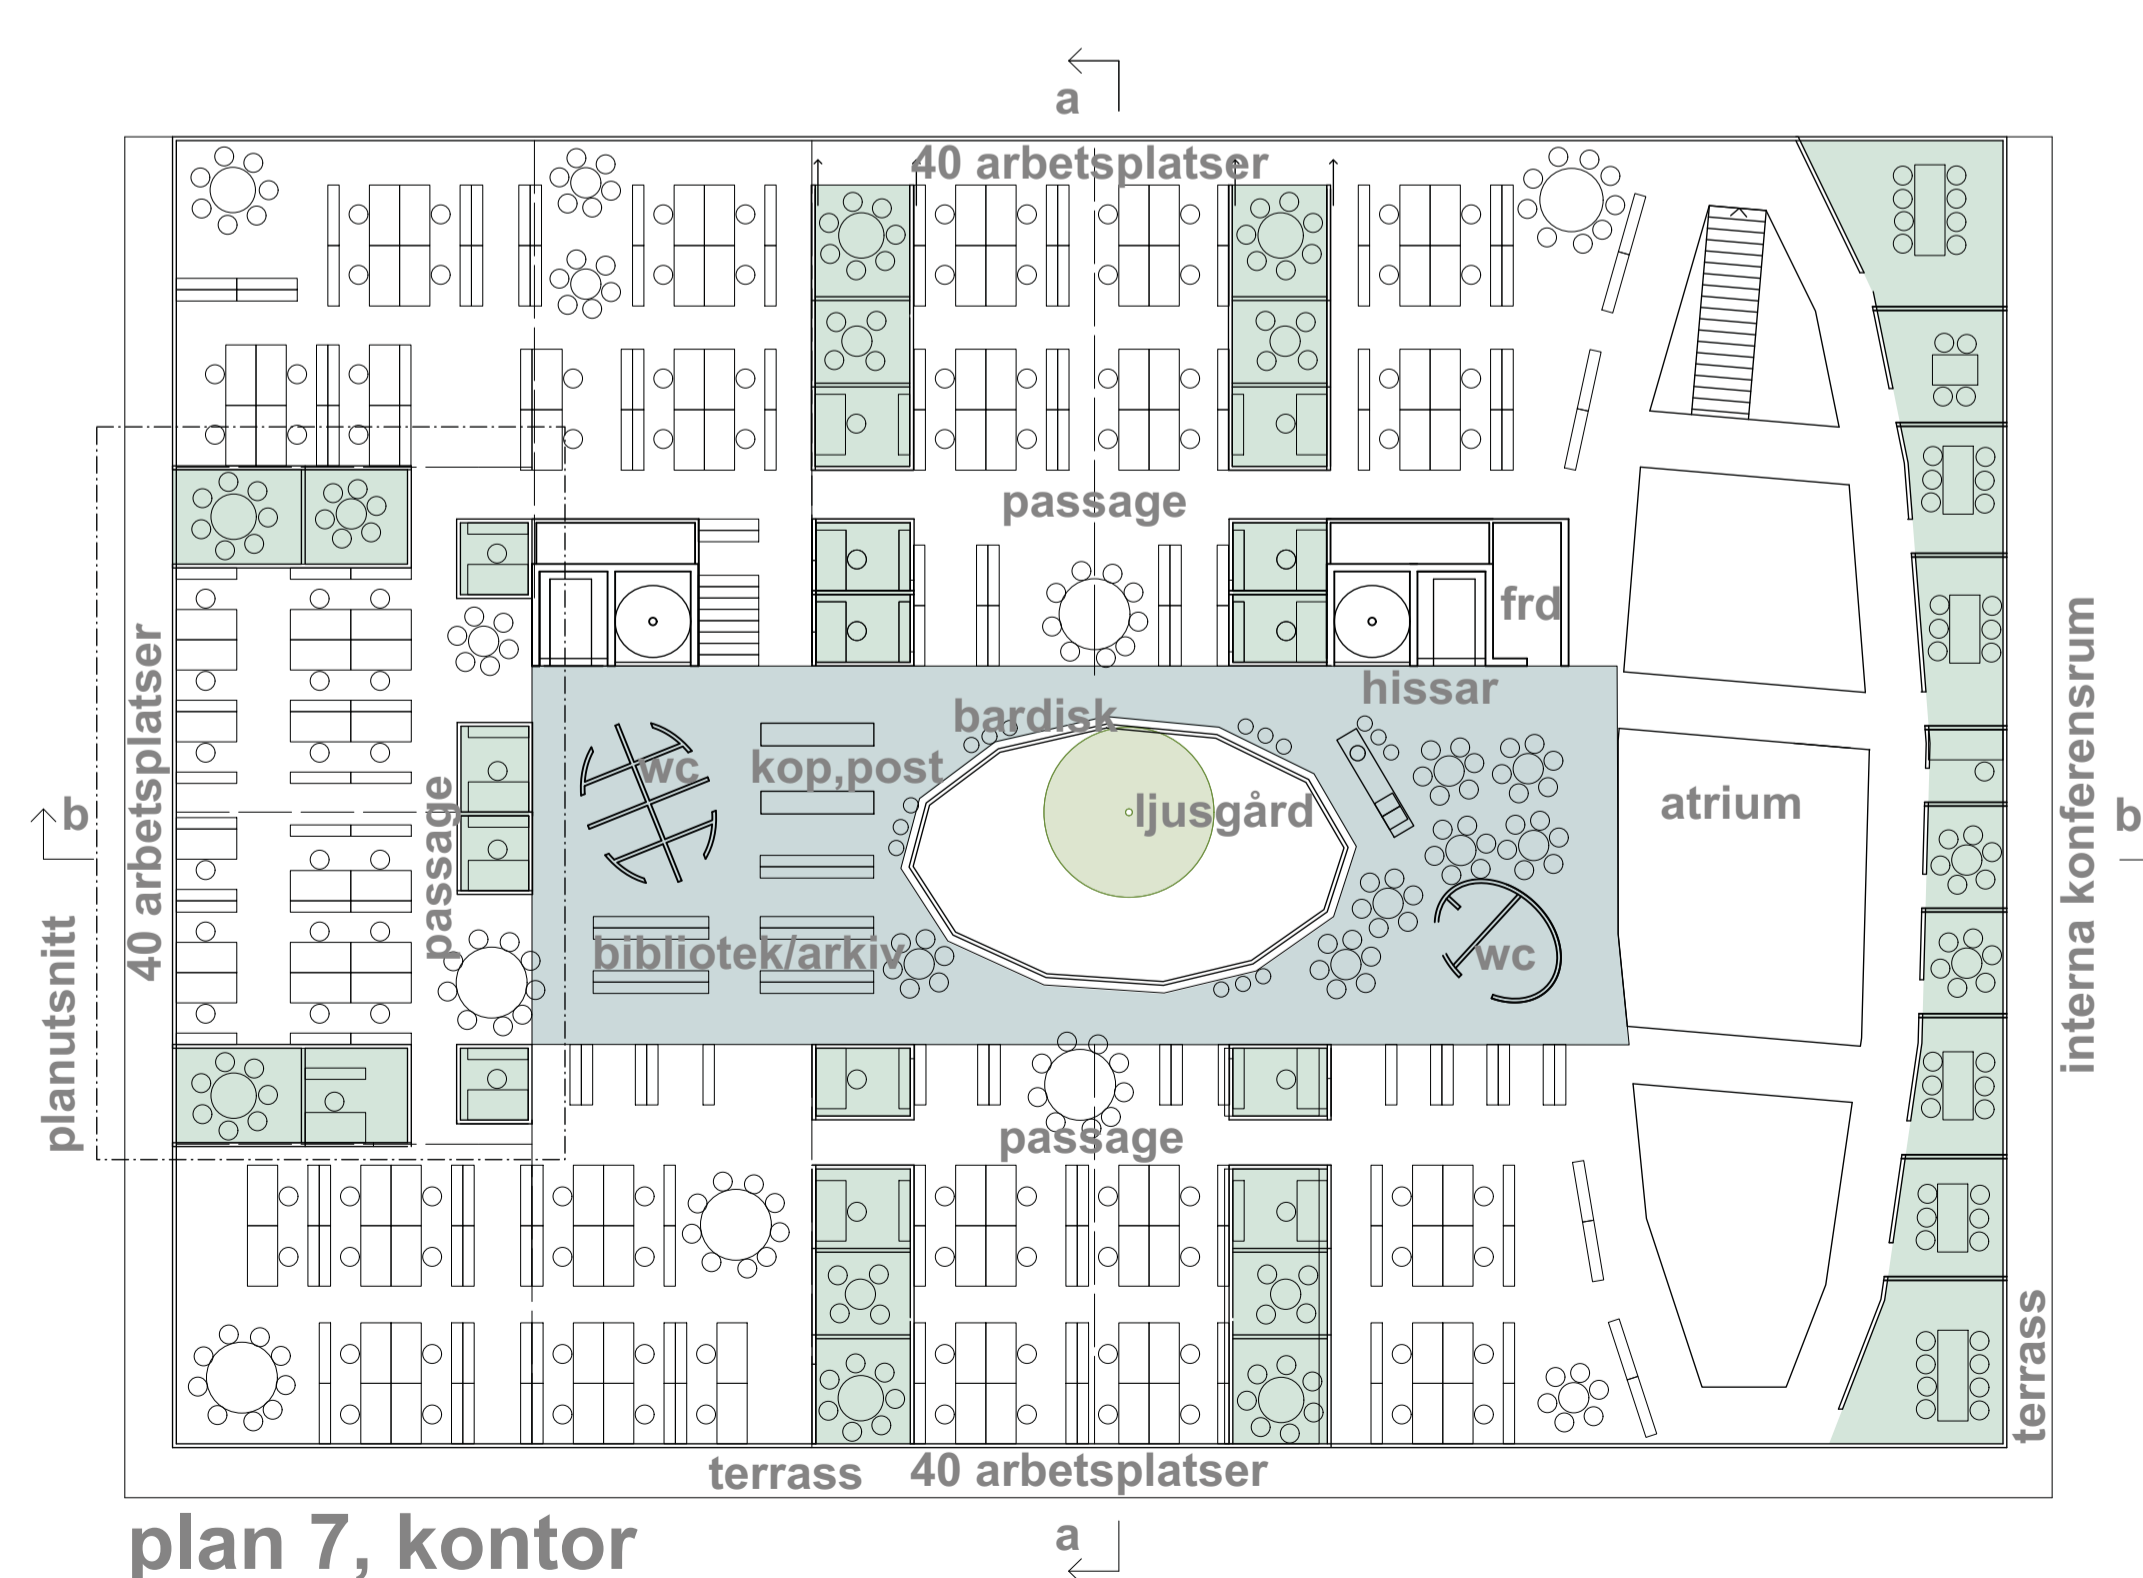 a
40 arbetsplatser
passage
frd
hissar
bardisk
wc
kop,post
ljusgård
atrium
b
b
40 arbetsplatser
passage
interna konferensrum
planutsnitt
bibliotek/arkiv
wc
passage
terrass
terrass
40 arbetsplatser
plan 7, kontor
a